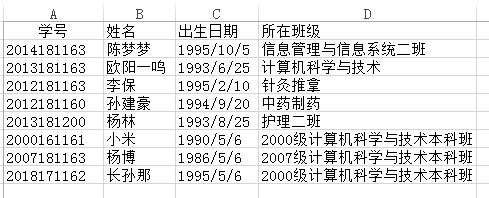 A B C D
学号 姓名 出生日期 所在班级
2014181163 陈梦梦 1995/10/5 信息管理与信息系统二班
2013181163 欧阳一鸣 1993/6/25 计算机科学与技术
2012181163 李保 1995/2/10 针灸推拿
2012181160 孙建豪 1994/9/20 中药制药
2013181200 杨林 1993/8/25 护理二班
2000161161 小米 1990/5/6 2000级计算机科学与技术本科班
2007181163 杨博 1986/5/6 2007级计算机科学与技术本科班
2018171162 长孙那 1995/5/6 2000级计算机科学与技术本科班